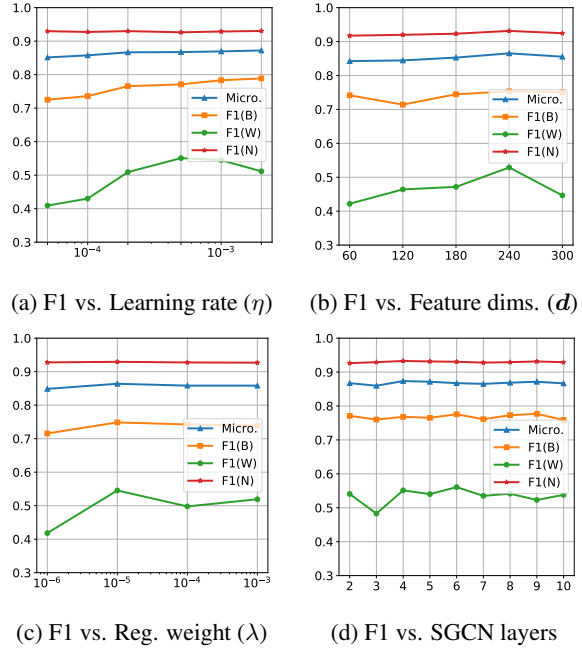 1.0
0.9
0.8
0.7
0.6
0.5
0.4
0.3
10⁻⁴
10⁻³
Micro.
F1(B)
F1(W)
F1(N)
(a) F1 vs. Learning rate (η)
1.0
0.9
0.8
0.7
0.6
0.5
0.4
0.3
60 120 180 240 300
Micro.
F1(B)
F1(W)
F1(N)
(b) F1 vs. Feature dims. (d)
1.0
0.9
0.8
0.7
0.6
0.5
0.4
0.3
10⁻⁶ 10⁻⁵ 10⁻⁴ 10⁻³
Micro.
F1(B)
F1(W)
F1(N)
(c) F1 vs. Reg. weight (λ)
1.0
0.9
0.8
0.7
0.6
0.5
0.4
0.3
2 3 4 5 6 7 8 9 10
Micro.
F1(B)
F1(W)
F1(N)
(d) F1 vs. SGCN layers